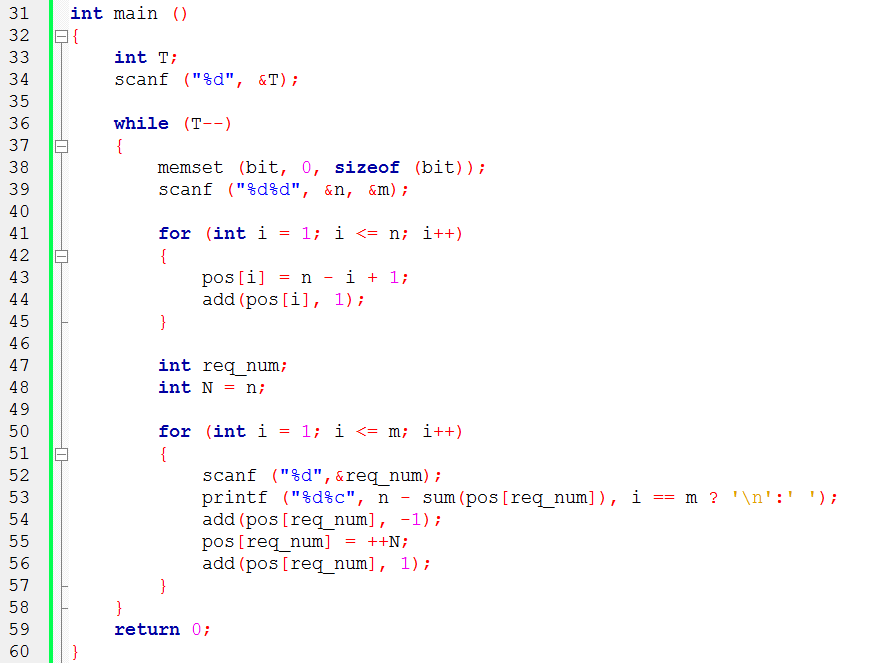 31 int main ()
32 {
33     int T;
34     scanf ("%d", &T);
35
36     while (T--)
37     {
38         memset (bit, 0, sizeof (bit));
39         scanf ("%d%d", &n, &m);
40
41         for (int i = 1; i <= n; i++)
42         {
43             pos[i] = n - i + 1;
44             add(pos[i], 1);
45         }
46
47         int req_num;
48         int N = n;
49
50         for (int i = 1; i <= m; i++)
51         {
52             scanf ("%d",&req_num);
53             printf ("%d%c", n - sum(pos[req_num]), i == m ? '\n':' ');
54             add(pos[req_num], -1);
55             pos[req_num] = ++N;
56             add(pos[req_num], 1);
57         }
58     }
59     return 0;
60 }